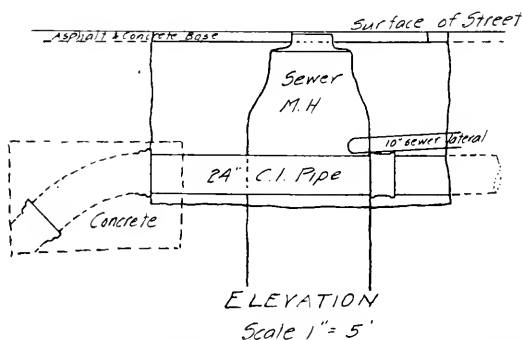 Surface of Street
Asphalt & Concrete Base
Sewer
M.H
10" sewer lateral
24" C.I. Pipe
Concrete
ELEVATION
Scale 1" = 5'